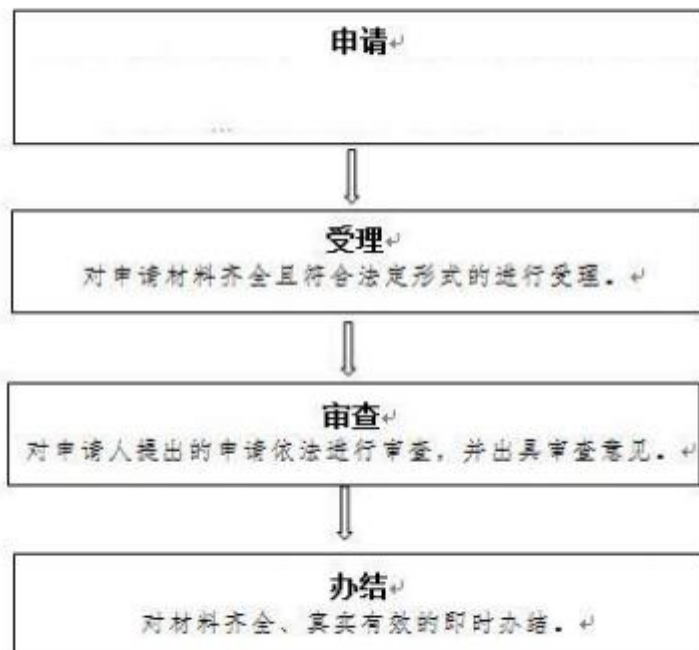 申请
受理
对申请材料齐全且符合法定形式的进行受理。
审查
对申请人提出的申请依法进行审查，并出具审查意见。
办结
对材料齐全、真实有效的即时办结。